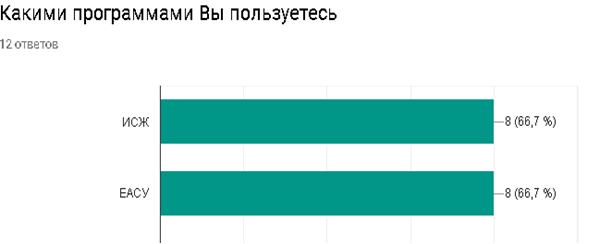 Какими программами Вы пользуетесь
12 ответов
ИСЖ 8 (66,7 %)
ЕАСУ 8 (66,7 %)